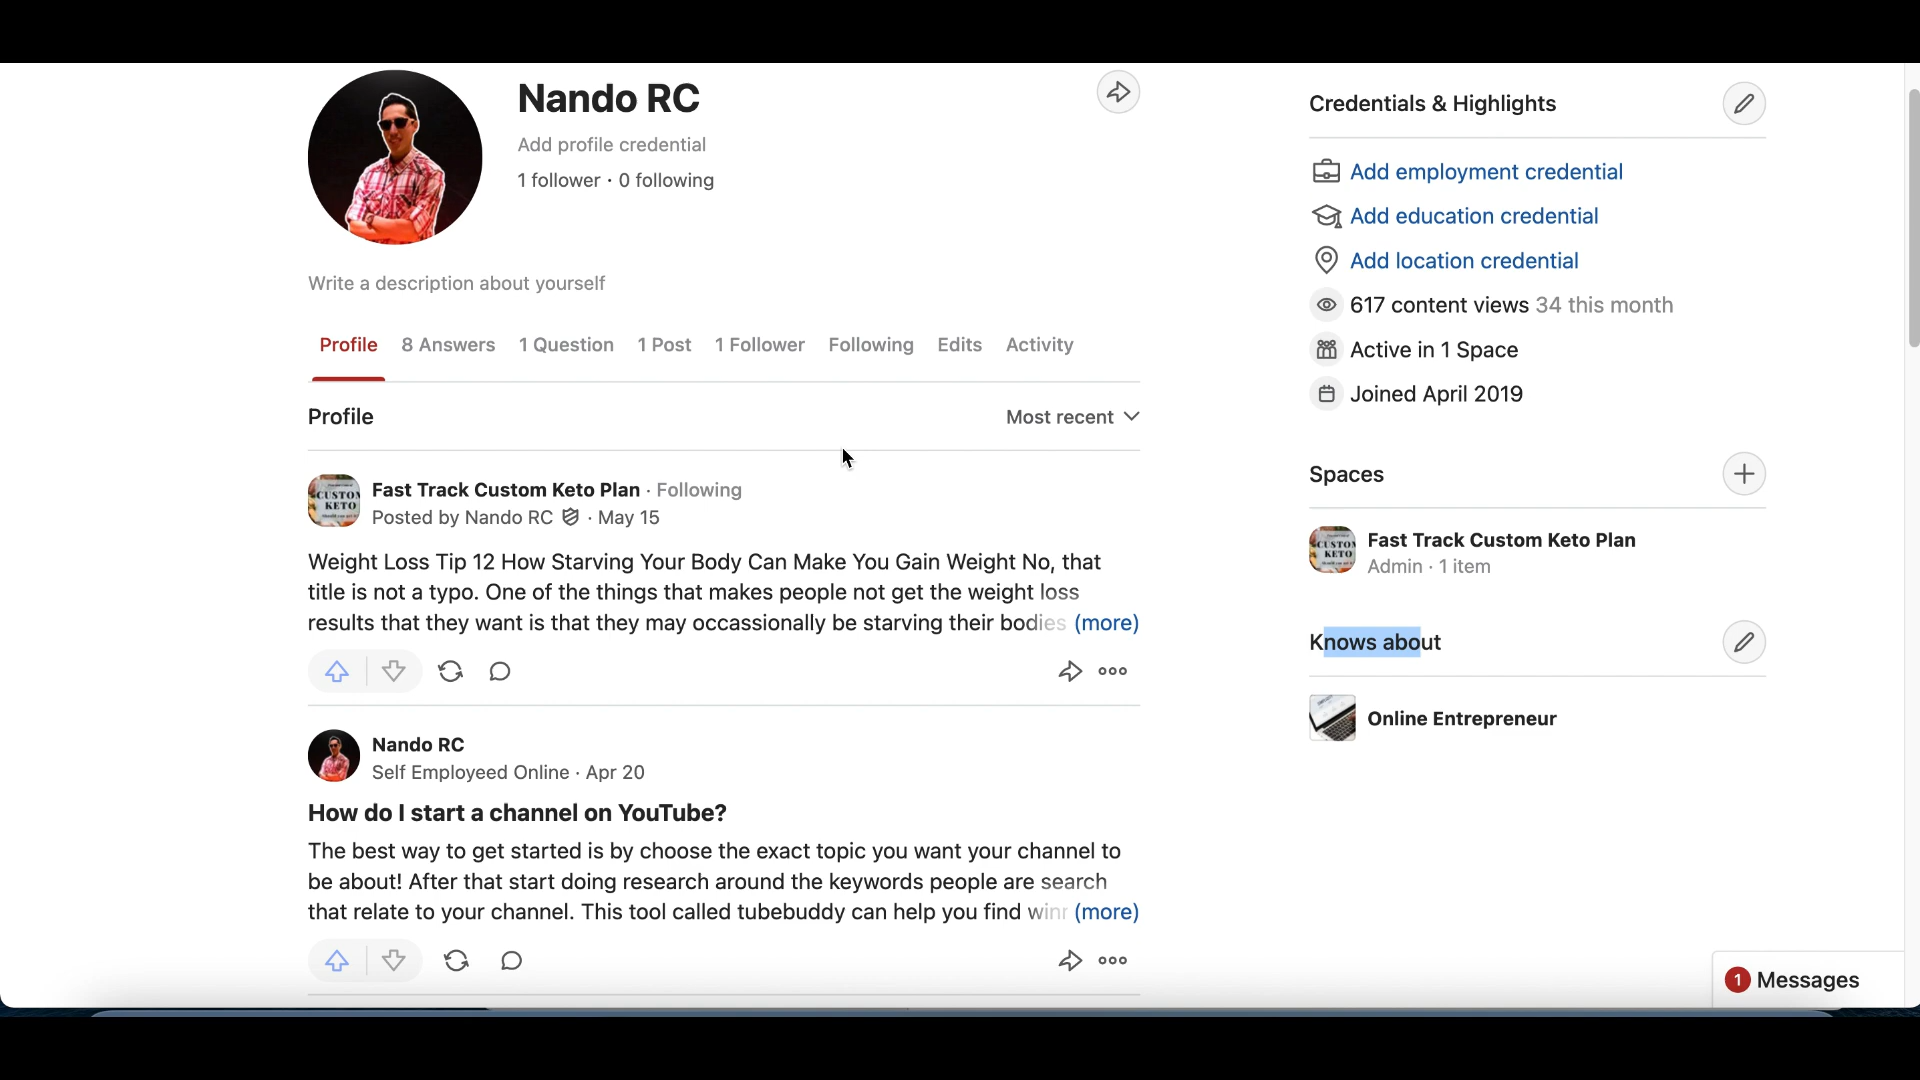 Nando RC
Add profile credential
1 follower · 0 following
Write a description about yourself
Profile 8 Answers 1 Question 1 Post 1 Follower Following Edits Activity
Profile
Most recent
Fast Track Custom Keto Plan · Following
Posted by Nando RC · May 15
Weight Loss Tip 12 How Starving Your Body Can Make You Gain Weight No, that
title is not a typo. One of the things that makes people not get the weight loss
results that they want is that they may occassionally be starving their bodies (more)
Nando RC
Self Employeed Online · Apr 20
How do I start a channel on YouTube?
The best way to get started is by choose the exact topic you want your channel to
be about! After that start doing research around the keywords people are search
that relate to your channel. This tool called tubebuddy can help you find (more)
Credentials & Highlights
Add employment credential
Add education credential
Add location credential
617 content views 34 this month
Active in 1 Space
Joined April 2019
Spaces
CUSTOM
KETO
Fast Track Custom Keto Plan
Admin · 1 item
Knows about
Online Entrepreneur
1 Messages